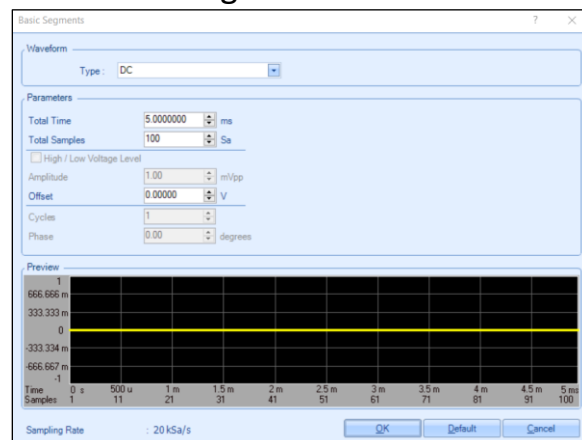 Basic Segments ? ×
Waveform
Type : DC
Parameters
Total Time 5.0000000 ms
Total Samples 100 Sa
High / Low Voltage Level
Amplitude 1.00 mVpp
Offset 0.00000 V
Cycles 1
Phase 0.00 degrees
Preview
1
666.666 m
333.333 m
0
-333.334 m
-666.667 m
-1
Time 0 s 500 u 1 m 1.5 m 2 m 2.5 m 3 m 3.5 m 4 m 4.5 m 5 ms
Samples 1 11 21 31 41 51 61 71 81 91 100
Sampling Rate : 20 kSa/s OK Default Cancel